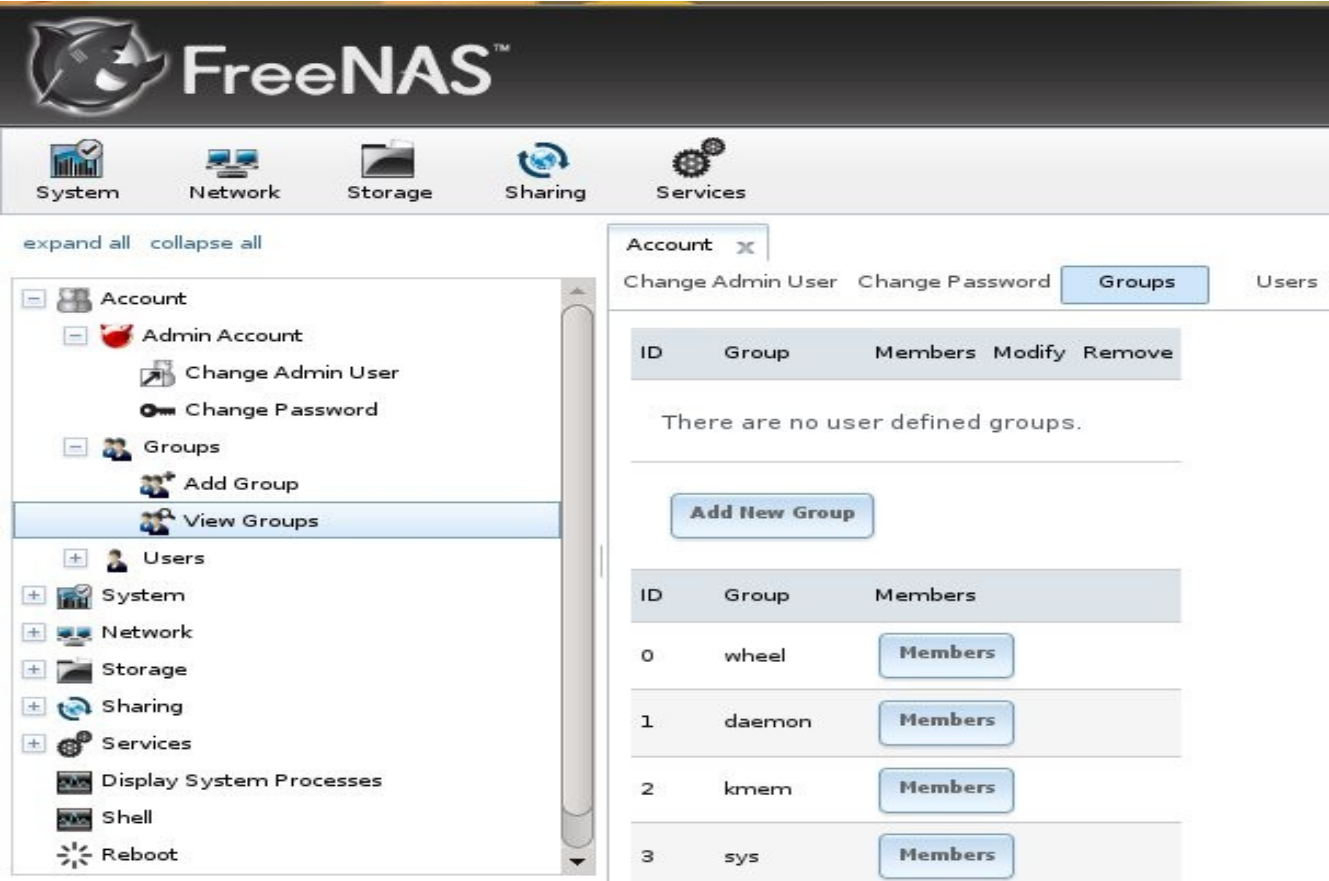 FreeNAS™
System Network Storage Sharing Services
expand all collapse all
Account
Admin Account
Change Admin User
Change Password
Groups
Add Group
View Groups
Users
System
Network
Storage
Sharing
Services
Display System Processes
Shell
Reboot
Account x
Change Admin User Change Password Groups Users
ID Group Members Modify Remove
There are no user defined groups.
Add New Group
ID Group Members
0 wheel Members
1 daemon Members
2 kmem Members
3 sys Members